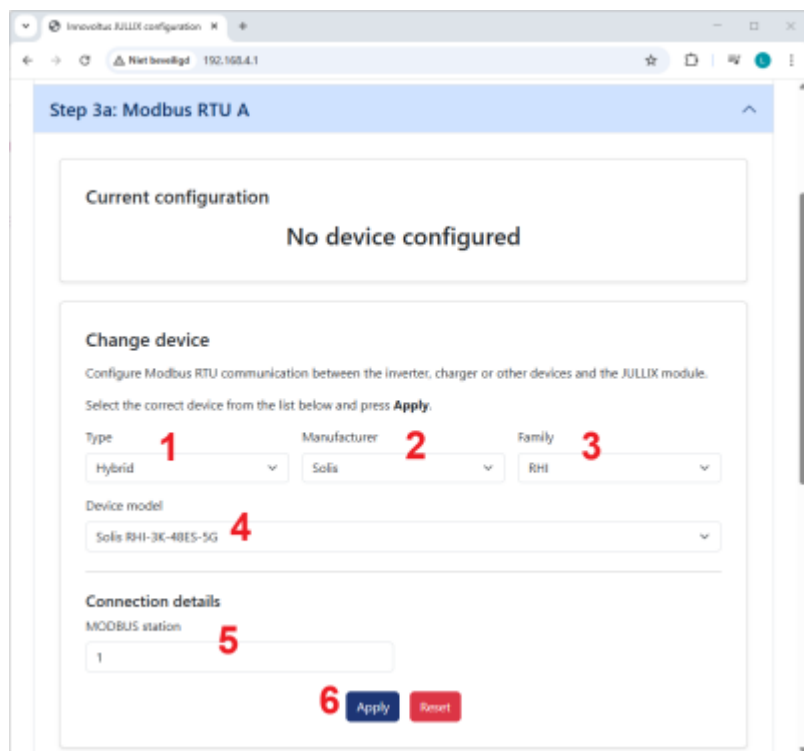 Innovoltus JULLIX configuration
Niet beveiligd 192.168.4.1
L
Step 3a: Modbus RTU A
Current configuration
No device configured
Change device
Configure Modbus RTU communication between the inverter, charger or other devices and the JULLIX module.
Select the correct device from the list below and press Apply.
Type 1 Manufacturer 2 Family 3
Hybrid Solis RHI
Device model
Solis RHI-3K-48ES-5G 4
Connection details
MODBUS station 5
1
6 Apply Reset